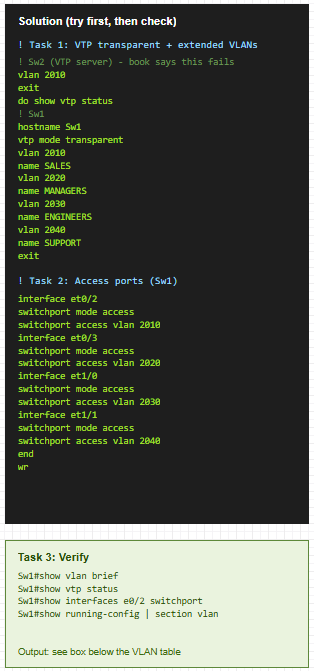 Solution (try first, then check)
! Task 1: VTP transparent + extended VLANs
! Sw2 (VTP server) - book says this fails
vlan 2010
exit
do show vtp status
! Sw1
hostname Sw1
vtp mode transparent
vlan 2010
name SALES
vlan 2020
name MANAGERS
vlan 2030
name ENGINEERS
vlan 2040
name SUPPORT
exit
! Task 2: Access ports (Sw1)
interface et0/2
switchport mode access
switchport access vlan 2010
interface et0/3
switchport mode access
switchport access vlan 2020
interface et1/0
switchport mode access
switchport access vlan 2030
interface et1/1
switchport mode access
switchport access vlan 2040
end
wr
Task 3: Verify
Sw1#show vlan brief
Sw1#show vtp status
Sw1#show interfaces e0/2 switchport
Sw1#show running-config | section vlan
Output: see box below the VLAN table